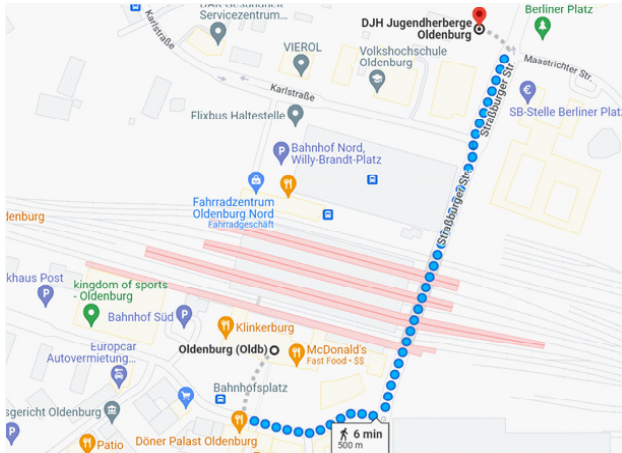 DJH Jugendherberge
Oldenburg
Berliner Platz
Servicezentrum...
Karlstraße
VIEROL
Volkshochschule
Oldenburg
Maastrichter Str.
Karlstraße
Straßburger Str.
SB-Stelle Berliner Platz
Flixbus Haltestelle
P
Bahnhof Nord,
Willy-Brandt-Platz
Fahrradzentrum
Oldenburg Nord
Fahrradgeschäft
Straßburger Str.
P
kingdom of sports
- Oldenburg
Bahnhof Süd
P
Klinkerburg
Oldenburg (Oldb)
McDonald's
Fast Food • $$
Europcar
Autovermietung...
Bahnhofsplatz
Oldenburg
Döner Palast Oldenburg
6 min
500 m
P
Patio